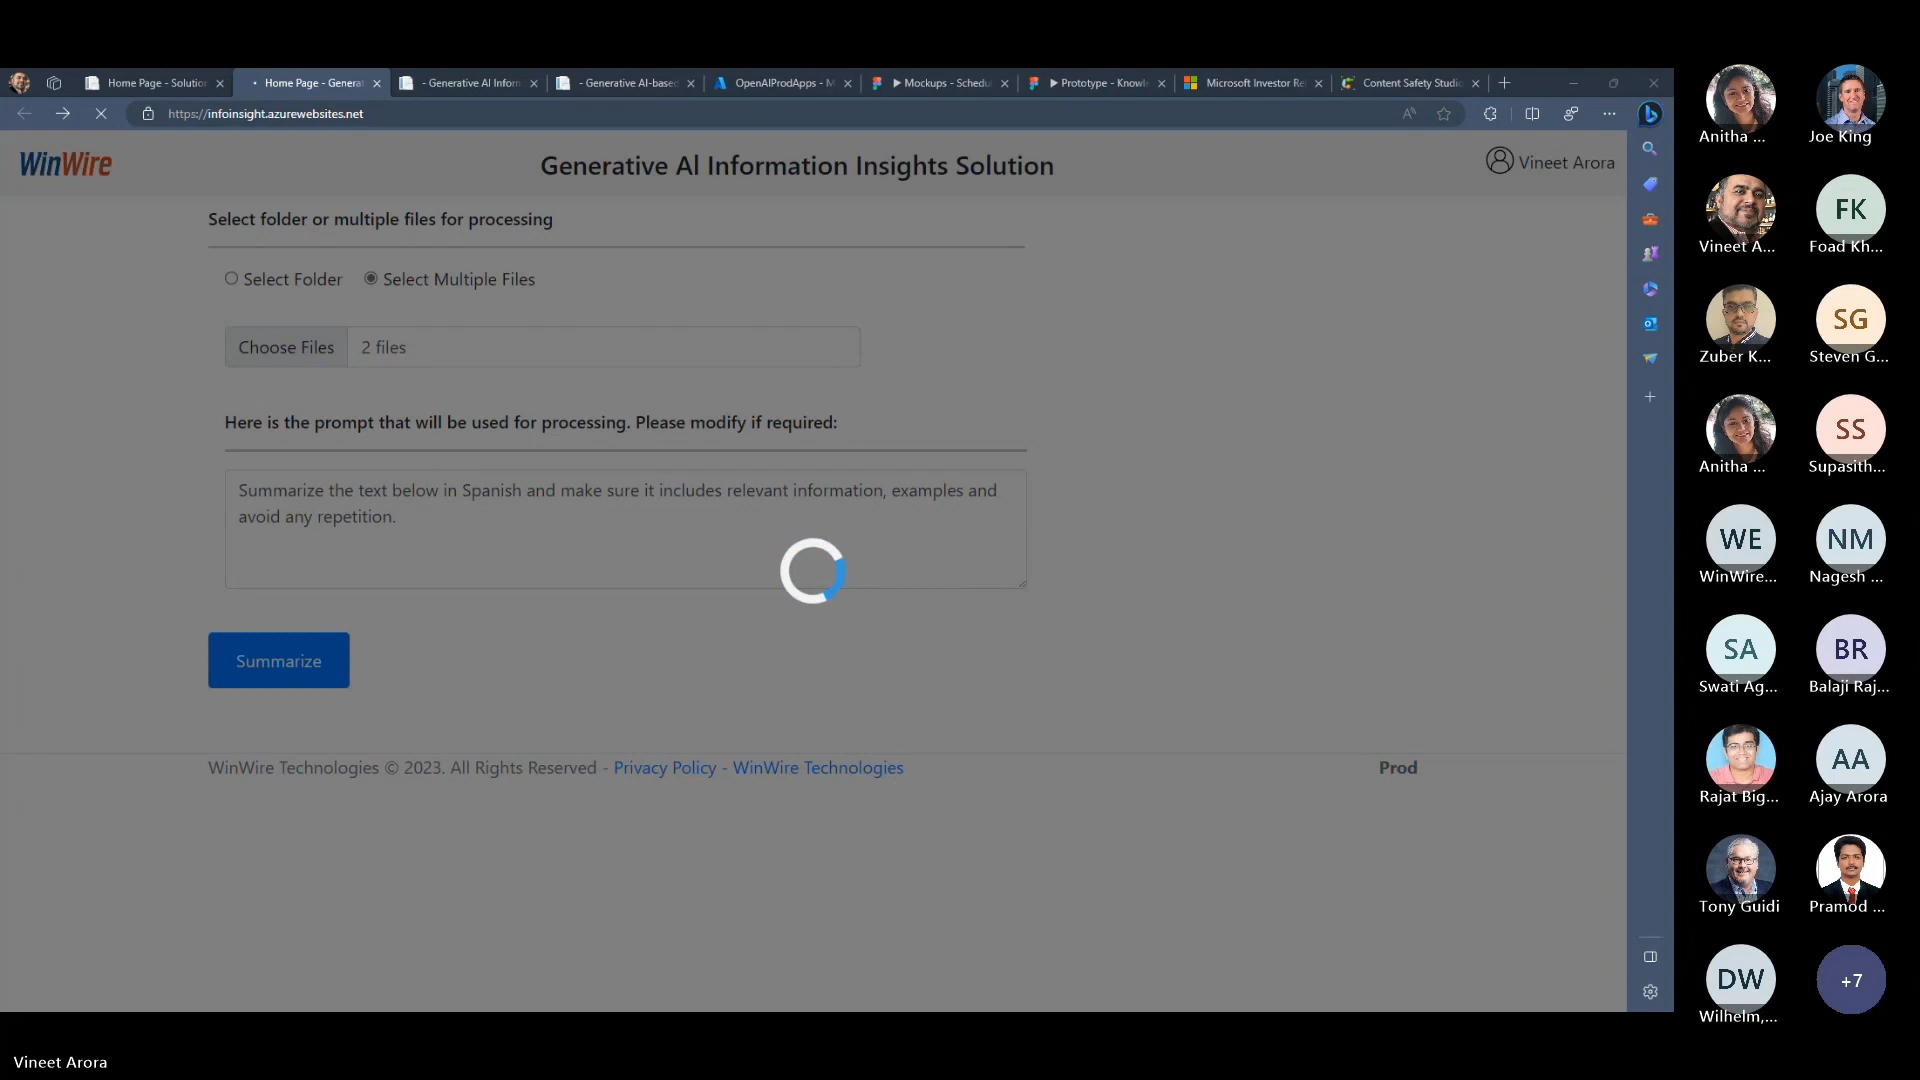 Home Page - Solution
Home Page - Generat
- Generative AI Inform
- Generative AI-based
OpenAIProdApps - M
Mockups - Schedu
Prototype - Knowle
Microsoft Investor Re
Content Safety Studio
https://infoinsight.azurewebsites.net
WinWire
Generative AI Information Insights Solution
Vineet Arora
Select folder or multiple files for processing
Select Folder
Select Multiple Files
Choose Files
2 files
Here is the prompt that will be used for processing. Please modify if required:
Summarize the text below in Spanish and make sure it includes relevant information, examples and
avoid any repetition.
Summarize
WinWire Technologies © 2023. All Rights Reserved - Privacy Policy - WinWire Technologies
Prod
Anitha ...
Joe King
Vineet A...
FK
Foad Kh...
Zuber K...
SG
Steven G...
Anitha ...
SS
Supasith...
WE
WinWire...
NM
Nagesh ...
SA
Swati Ag...
BR
Balaji Raj...
Rajat Big...
AA
Ajay Arora
Tony Guidi
Pramod ...
DW
Wilhelm,...
+7
Vineet Arora